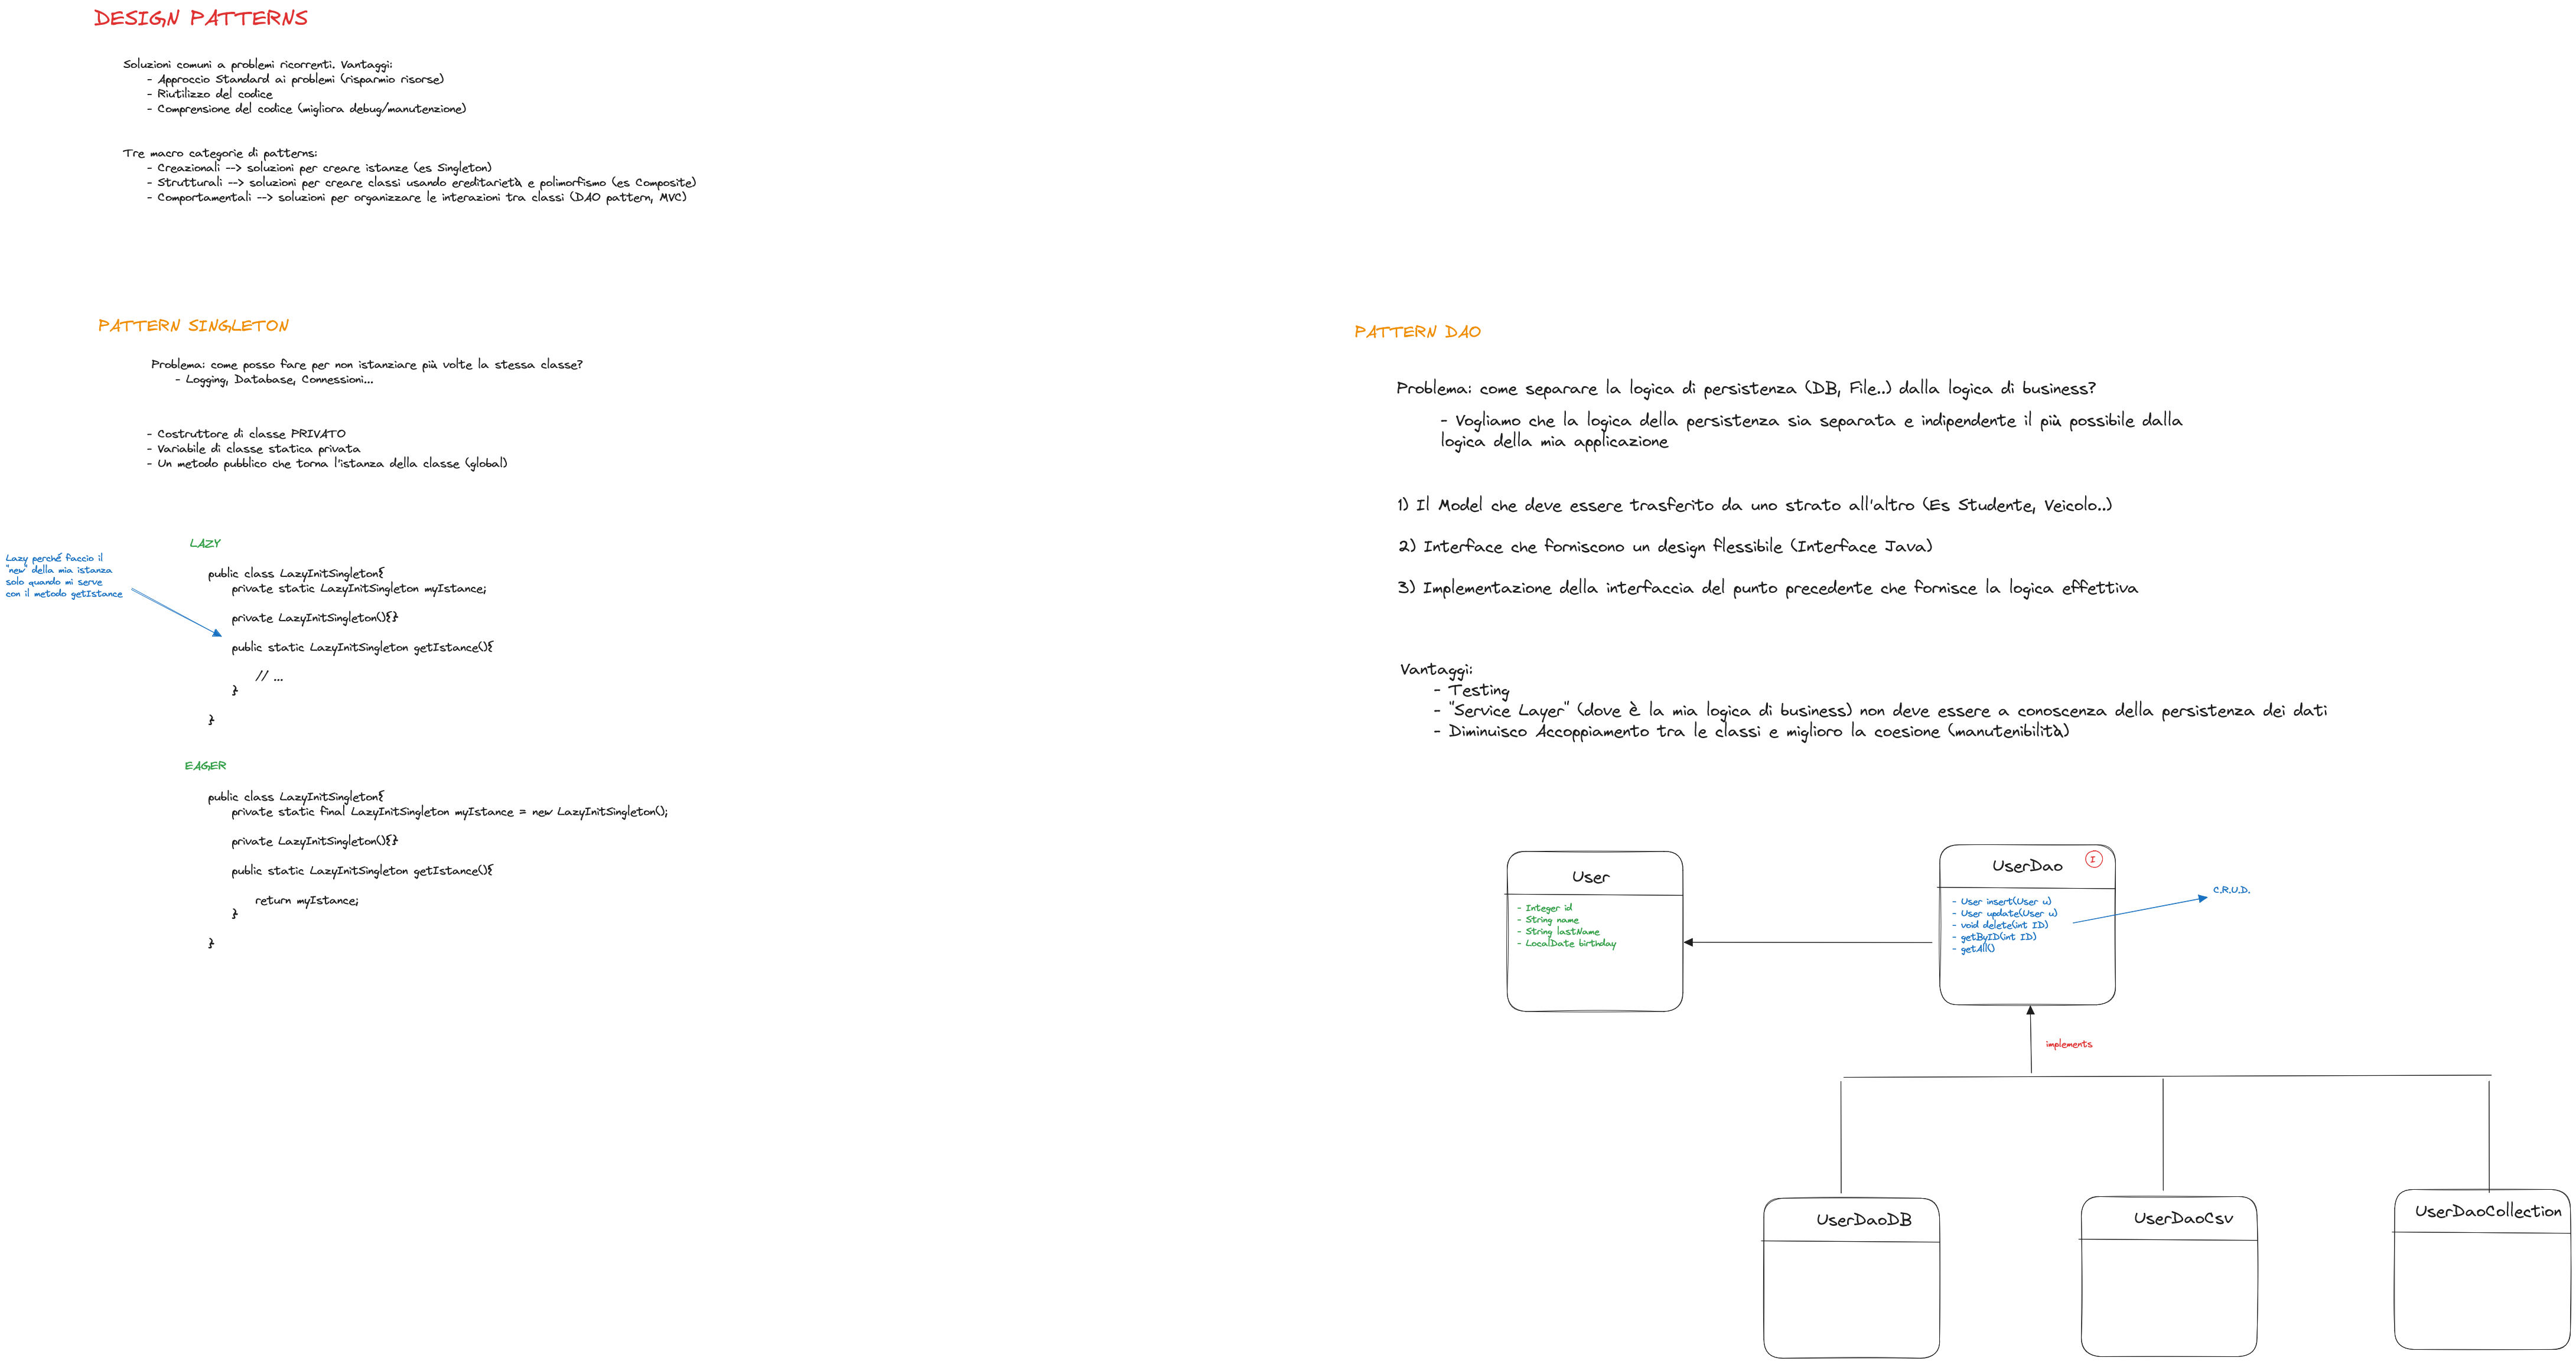 DESIGN PATTERNS
Soluzioni comuni a problemi ricorrenti. Vantaggi:
- Approccio Standard ai problemi (risparmio risorse)
- Riutilizzo del codice
- Comprensione del codice (migliora debug/manutenzione)
Tre macro categorie di patterns:
- Creazionali --> soluzioni per creare istanze (es Singleton)
- Strutturali --> soluzioni per creare classi usando ereditarietà e polimorfismo (es Composite)
- Comportamentali --> soluzioni per organizzare le interazioni tra classi (DAO pattern, MVC)
PATTERN SINGLETON
Problema: come posso fare per non istanziare più volte la stessa classe?
- Logging, Database, Connessioni...
- Costruttore di classe PRIVATO
- Variabile di classe statica privata
- Un metodo pubblico che torna l'istanza della classe (global)
LAZY
Lazy perché faccio il
"new" della mia istanza
solo quando mi serve
con il metodo getIstance
public class LazyInitSingleton{
private static LazyInitSingleton myIstance;
private LazyInitSingleton(){}
public static LazyInitSingleton getIstance(){
// ...
}
}
EAGER
public class LazyInitSingleton{
private static final LazyInitSingleton myIstance = new LazyInitSingleton();
private LazyInitSingleton(){}
public static LazyInitSingleton getIstance(){
return myIstance;
}
}
PATTERN DAO
Problema: come separare la logica di persistenza (DB, File..) dalla logica di business?
- Vogliamo che la logica della persistenza sia separata e indipendente il più possibile dalla
logica della mia applicazione
1) Il Model che deve essere trasferito da uno strato all'altro (Es Studente, Veicolo..)
2) Interface che forniscono un design flessibile (Interface Java)
3) Implementazione della interfaccia del punto precedente che fornisce la logica effettiva
Vantaggi:
- Testing
- "Service Layer" (dove è la mia logica di business) non deve essere a conoscenza della persistenza dei dati
- Diminuisco Accoppiamento tra le classi e miglioro la coesione (manutenibilità)
User
- Integer id
- String name
- String lastName
- LocalDate birthday
UserDao
I
- User insert(User u)
- User update(User u)
- void delete(int ID)
- getByID(int ID)
- getAll()
C.R.U.D.
implements
UserDaoDB
UserDaoCsv
UserDaoCollection